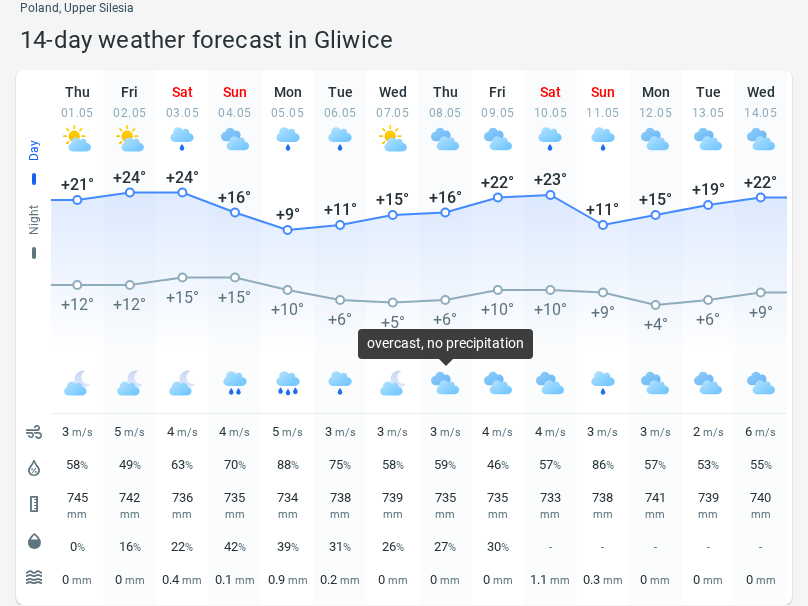 Poland, Upper Silesia
14-day weather forecast in Gliwice
Thu Fri Sat Sun Mon Tue Wed Thu Fri Sat Sun Mon Tue Wed
01.05 02.05 03.05 04.05 05.05 06.05 07.05 08.05 09.05 10.05 11.05 12.05 13.05 14.05
Day
+21° +24° +24° +16° +9° +11° +15° +16° +22° +23° +11° +15° +19° +22°
Night
+12° +12° +15° +15° +10° +6° +5° +6° +10° +10° +9° +4° +6° +9°
overcast, no precipitation
3 m/s 5 m/s 4 m/s 4 m/s 5 m/s 3 m/s 3 m/s 3 m/s 4 m/s 4 m/s 3 m/s 3 m/s 2 m/s 6 m/s
58% 49% 63% 70% 88% 75% 58% 59% 46% 57% 86% 57% 53% 55%
745 742 736 735 734 738 739 735 735 733 738 741 739 740
mm mm mm mm mm mm mm mm mm mm mm mm mm mm
0% 16% 22% 42% 39% 31% 26% 27% 30% - - - - -
0 mm 0 mm 0.4 mm 0.1 mm 0.9 mm 0.2 mm 0 mm 0 mm 0 mm 1.1 mm 0.3 mm 0 mm 0 mm 0 mm